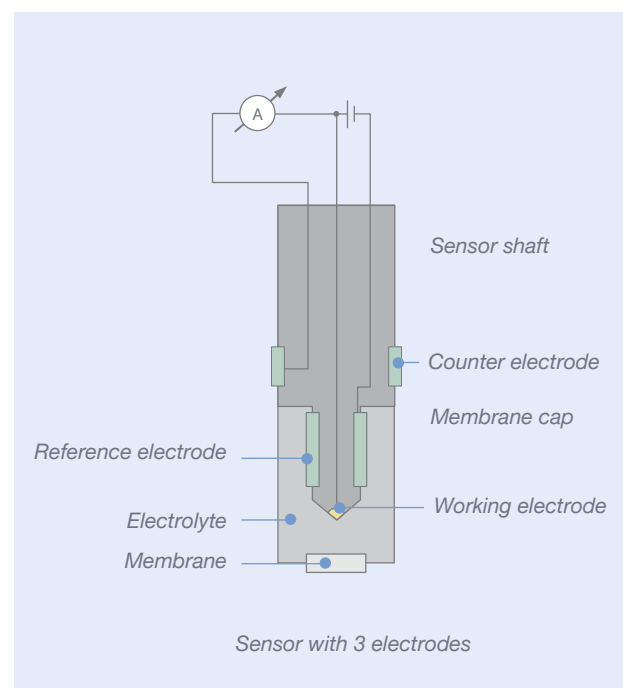 A
Sensor shaft
Counter electrode
Membrane cap
Reference electrode
Working electrode
Electrolyte
Membrane
Sensor with 3 electrodes